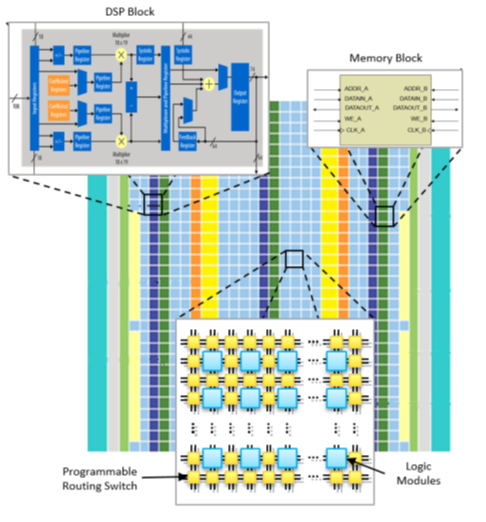 DSP Block
Multiplier
18 x 19
Pipeline
Register
Systolic
Register
Systolic
Register
Input Registers
Coefficient
Registers
Pipeline
Register
Coefficient
Registers
Pipeline
Register
Multiplexer and Pipeline Register
Output
Register
Pipeline
Register
Feedback
Register
Multiplier
18 x 19
Memory Block
ADDR_A ADDR_B
DATAIN_A DATAIN_B
DATAOUT_A DATAOUT_B
WE_A WE_B
CLK_A CLK_B
Programmable
Routing Switch
Logic
Modules